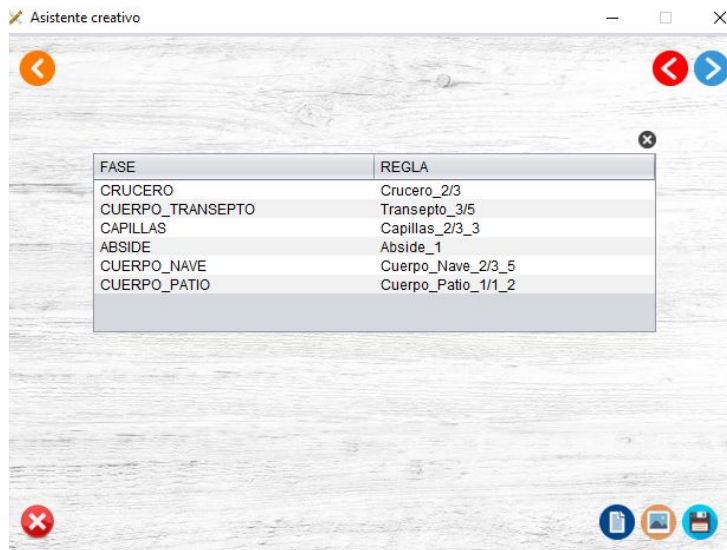 Asistente creativo
FASE REGLA
CRUCERO Crucero_2/3
CUERPO_TRANSEPTO Transepto_3/5
CAPILLAS Capillas_2/3_3
ABSIDE Abside_1
CUERPO_NAVE Cuerpo_Nave_2/3_5
CUERPO_PATIO Cuerpo_Patio_1/1_2